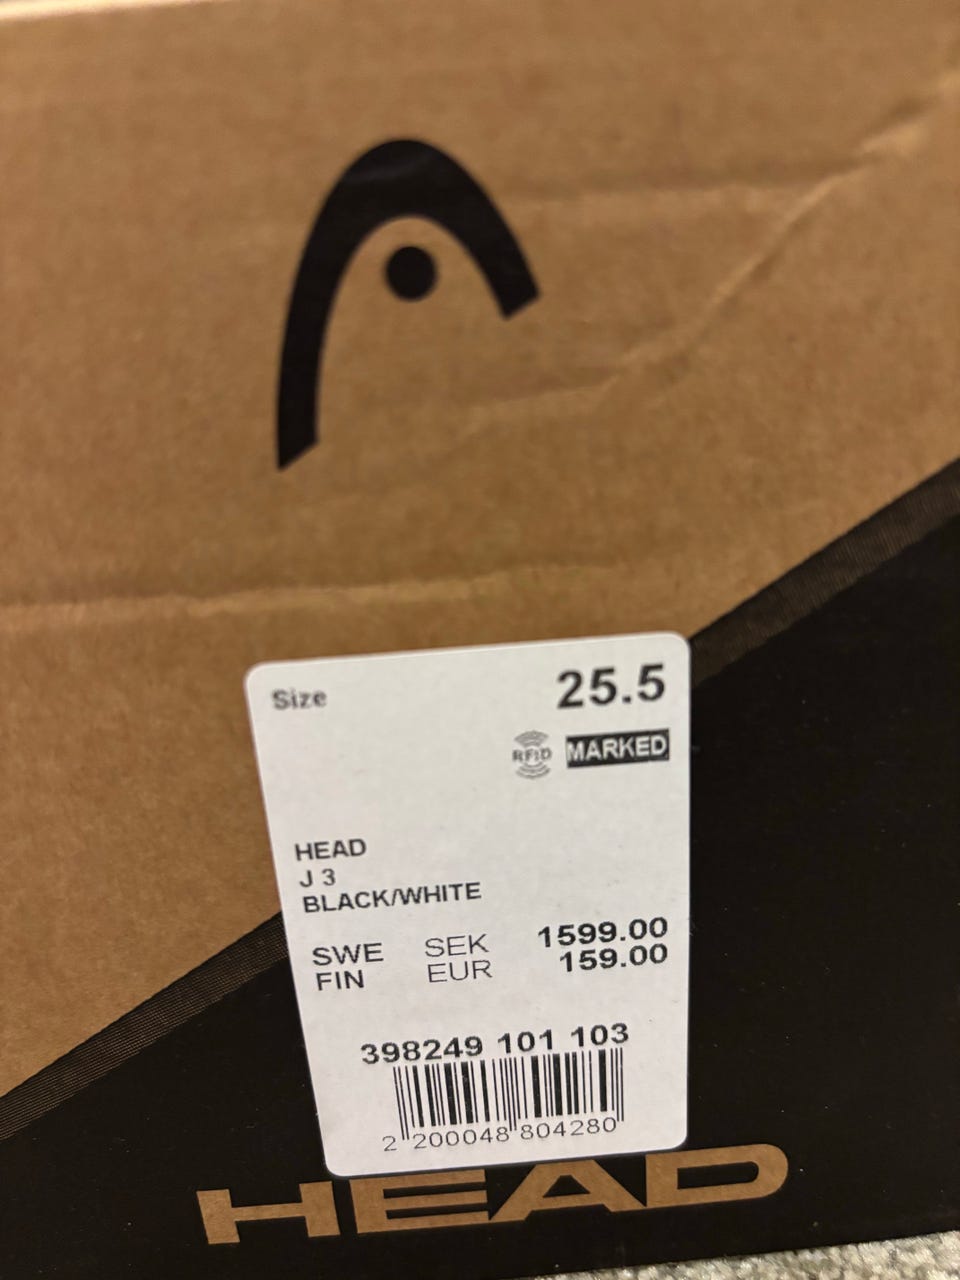 Size 25.5
RFID MARKED
HEAD
J 3
BLACK/WHITE
SWE SEK 1599.00
FIN EUR 159.00
398249 101 103
2 200048 804280
HEAD